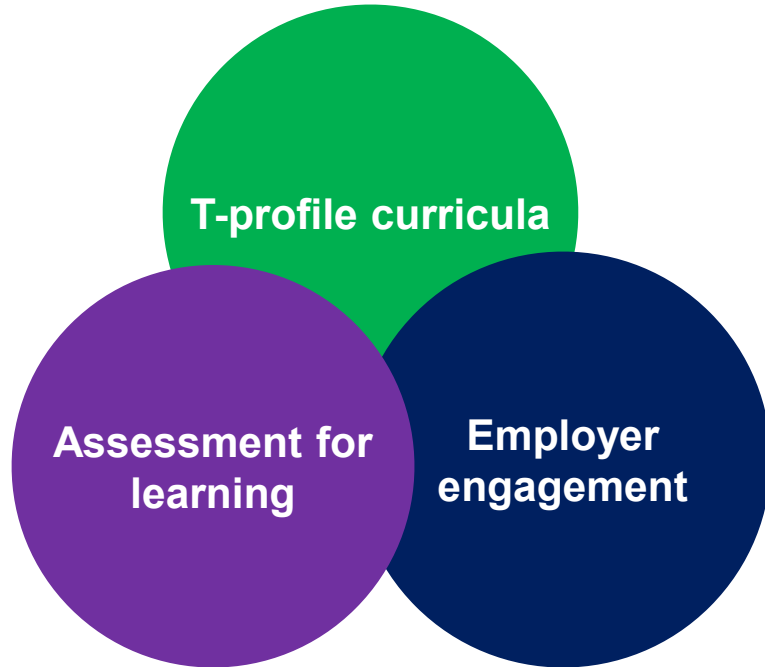 T-profile curricula
Assessment for
learning
Employer
engagement